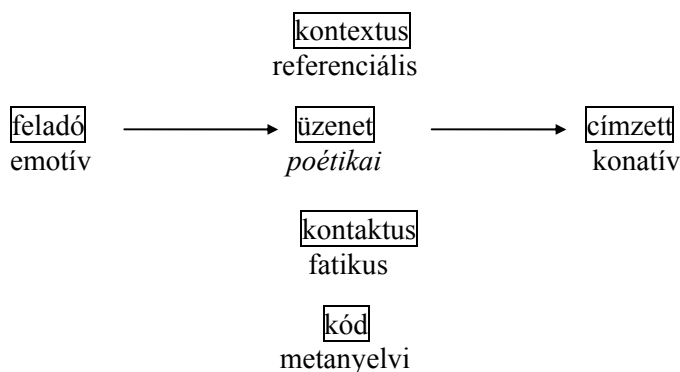 kontextus
referenciális
feladó üzenet címzett
emotív poétikai konatív
kontaktus
fatikus
kód
metanyelvi